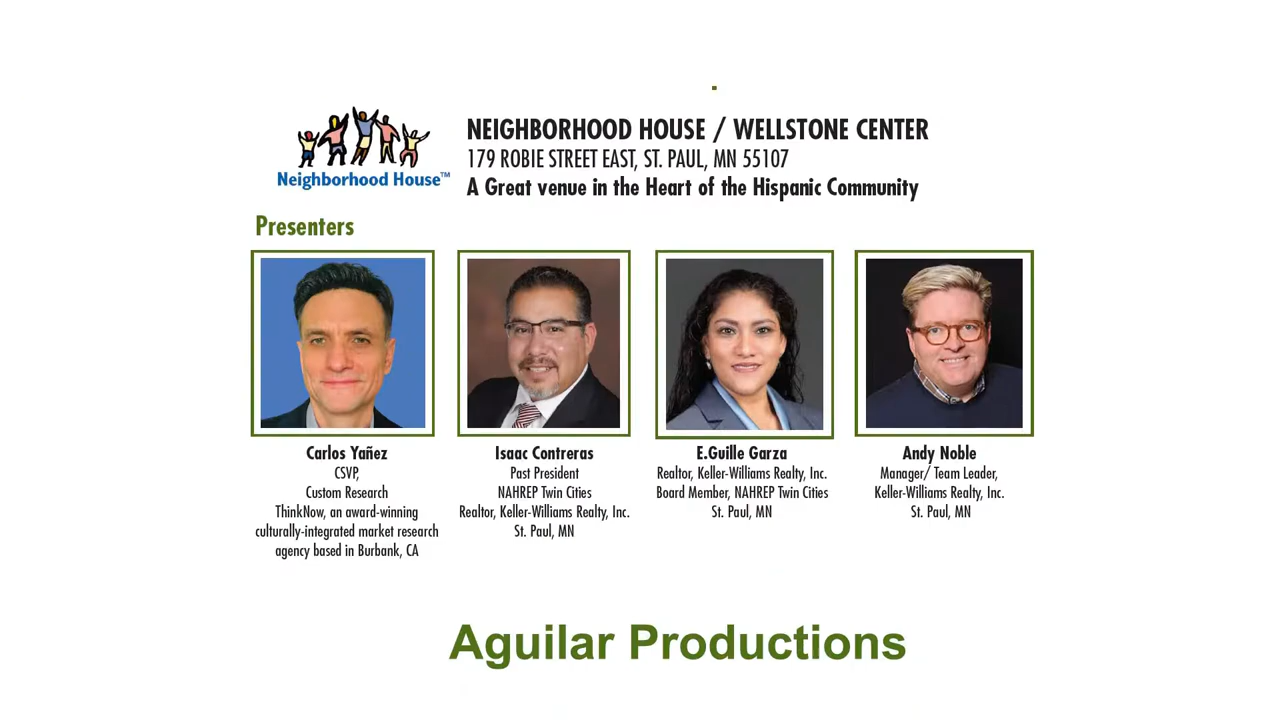 Neighborhood House™
NEIGHBORHOOD HOUSE / WELLSTONE CENTER
179 ROBIE STREET EAST, ST. PAUL, MN 55107
A Great venue in the Heart of the Hispanic Community
Presenters
Carlos Yañez
CSVP,
Custom Research
ThinkNow, an award-winning
culturally-integrated market research
agency based in Burbank, CA
Isaac Contreras
Past President
NAHREP Twin Cities
Realtor, Keller-Williams Realty, Inc.
St. Paul, MN
E.Guille Garza
Realtor, Keller-Williams Realty, Inc.
Board Member, NAHREP Twin Cities
St. Paul, MN
Andy Noble
Manager/ Team Leader,
Keller-Williams Realty, Inc.
St. Paul, MN
Aguilar Productions